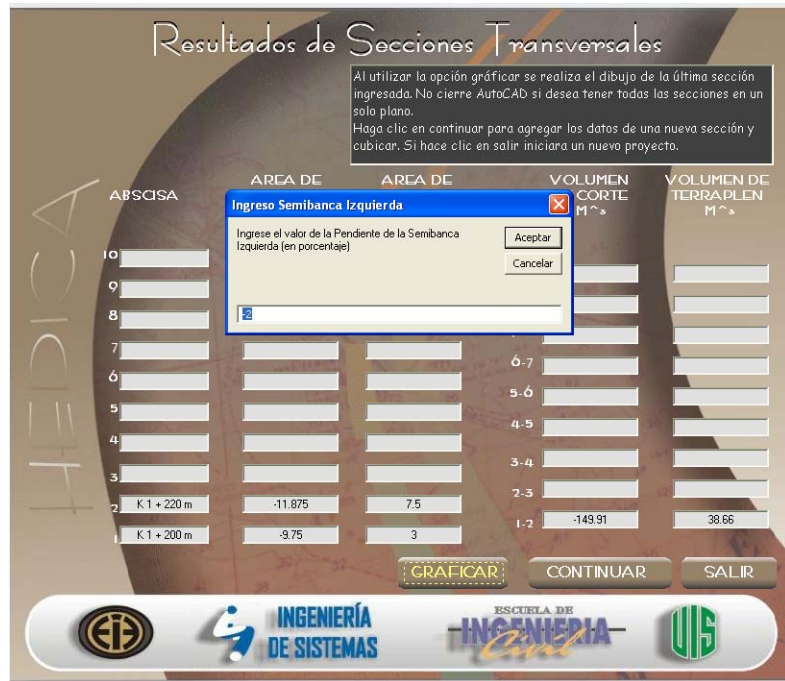 Resultados de Secciones Transversales
Al utilizar la opción gráficar se realiza el dibujo de la última sección
ingresada. No cierre AutoCAD si desea tener todas las secciones en un
solo plano.
Haga clic en continuar para agregar los datos de una nueva sección y
cubicar. Si hace clic en salir iniciara un nuevo proyecto.
HEDICA
ABSCISA
AREA DE
AREA DE
VOLUMEN
CORTE
M^3
VOLUMEN DE
TERRAPLEN
M^3
Ingreso Semibanca Izquierda
Ingrese el valor de la Pendiente de la Semibanca
Izquierda (en porcentaje)
Aceptar
Cancelar
-2
10
9
8
7
6-7
6
5-6
5
4-5
4
3-4
3
2-3
2 K 1 + 220 m -11.875 7.5
1-2 -149.91 38.66
1 K 1 + 200 m -9.75 3
GRAFICAR CONTINUAR SALIR
EIC
INGENIERÍA
DE SISTEMAS
ESCUELA DE
INGENIERIA
Civil
UIS